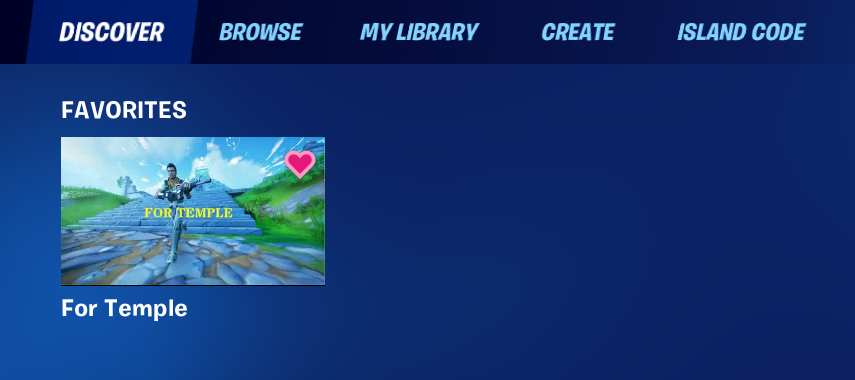 DISCOVER BROWSE MY LIBRARY CREATE ISLAND CODE
FAVORITES
FOR TEMPLE
For Temple